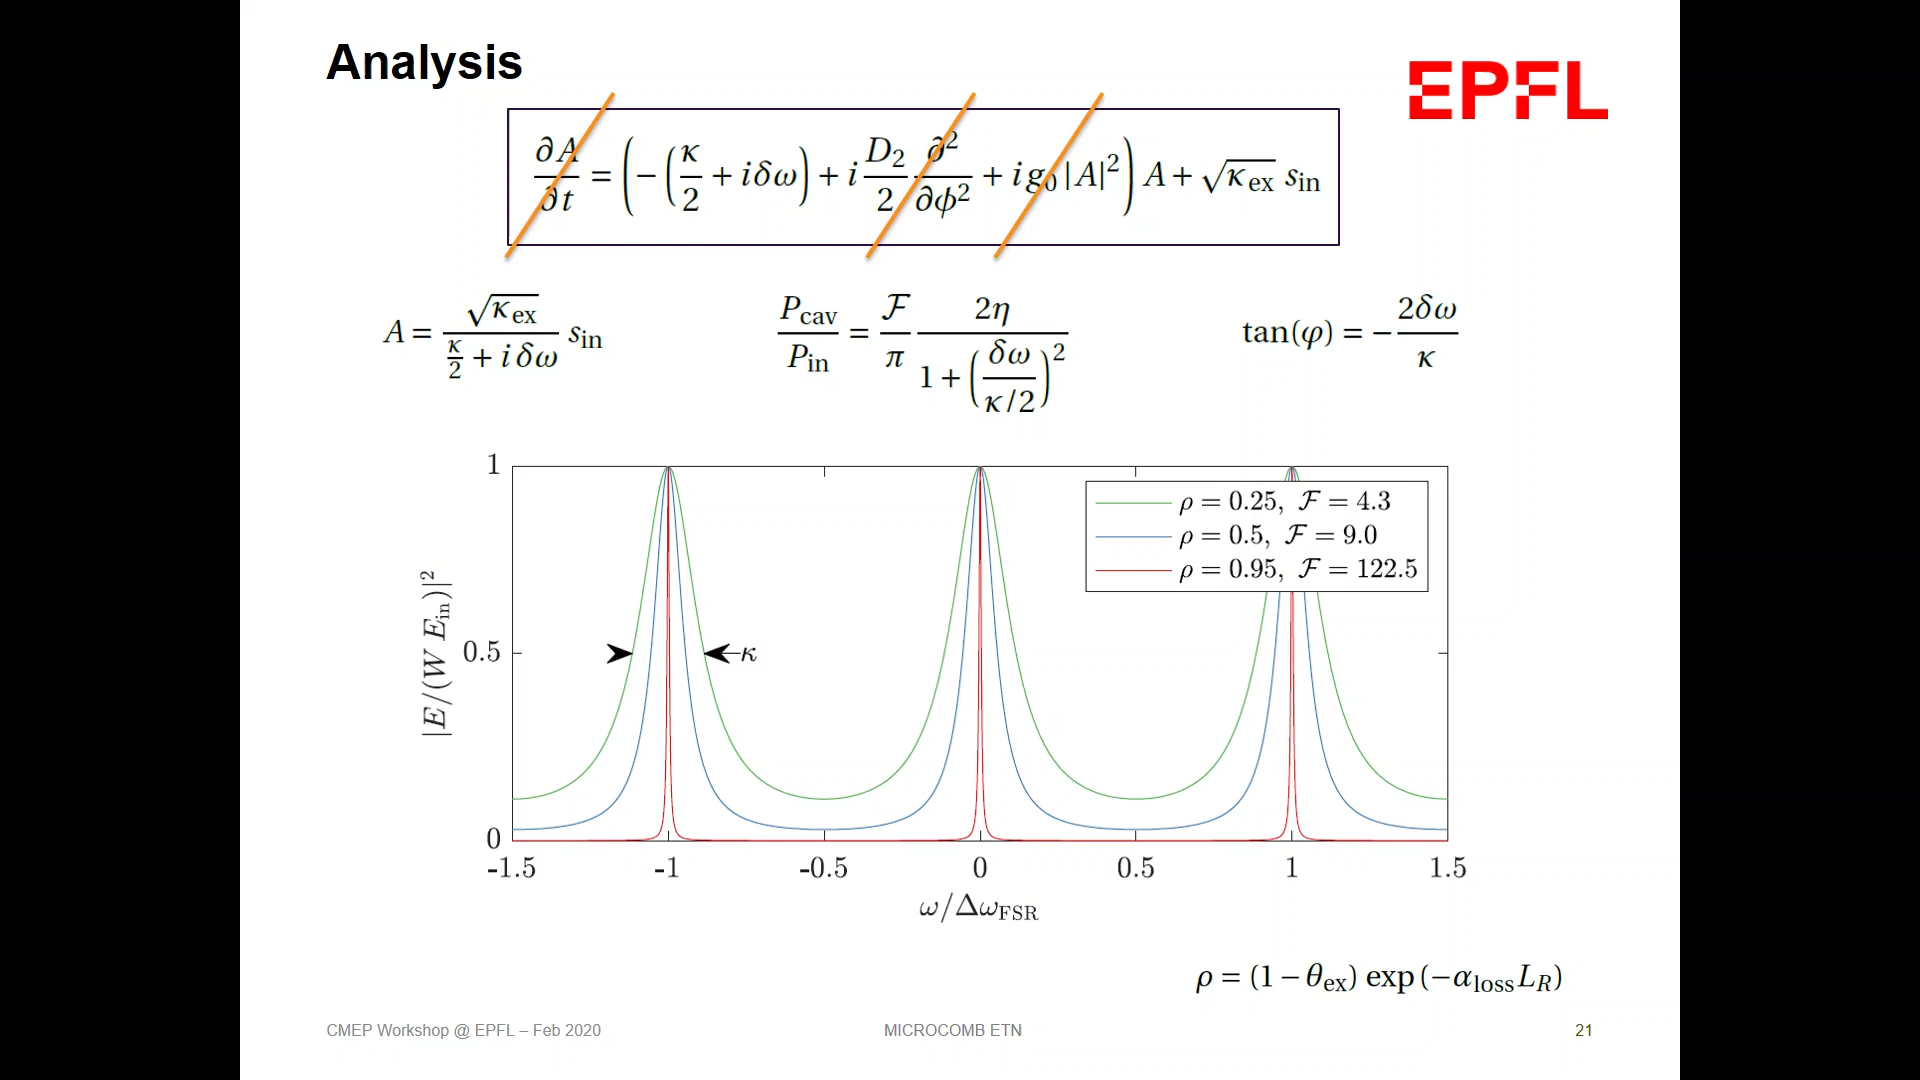 Analysis
EPFL
∂A/∂t = (−(κ/2 + iδω) + i D₂/2 ∂²/∂ϕ² + i g₀ |A|²) A + √κ_ex s_in
A = √κ_ex / (κ/2 + i δω) s_in
P_cav/P_in = ℱ/π 2η / (1 + (δω/(κ/2))²)
tan(φ) = − 2δω/κ
1
0.5
0
|E/(W E_in)|²
κ
ρ = 0.25, ℱ = 4.3
ρ = 0.5, ℱ = 9.0
ρ = 0.95, ℱ = 122.5
-1.5 -1 -0.5 0 0.5 1 1.5
ω/Δω_FSR
ρ = (1 − θ_ex) exp (−α_loss L_R)
CMEP Workshop @ EPFL – Feb 2020
MICROCOMB ETN
21